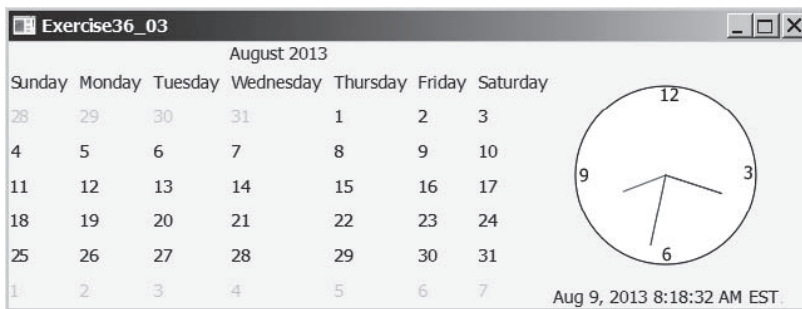 Exercise36_03
August 2013
Sunday Monday Tuesday Wednesday Thursday Friday Saturday
28 29 30 31 1 2 3
4 5 6 7 8 9 10
11 12 13 14 15 16 17
18 19 20 21 22 23 24
25 26 27 28 29 30 31
1 2 3 4 5 6 7
12
9 3
6
Aug 9, 2013 8:18:32 AM EST